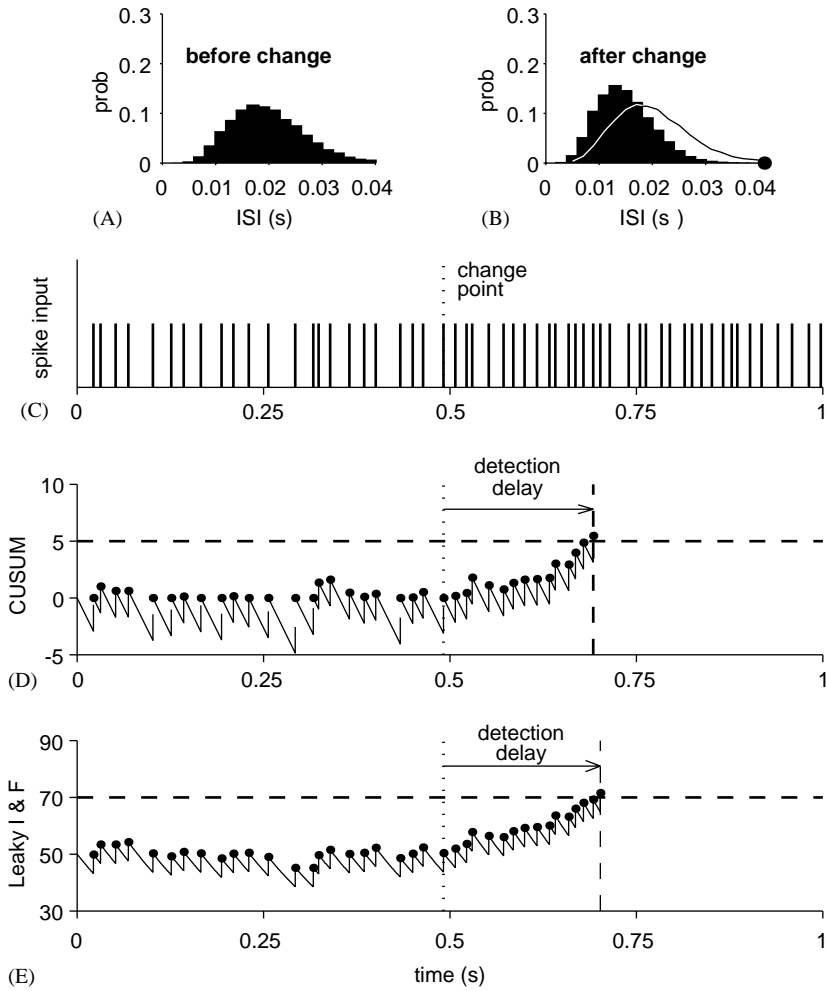 0.3
before change
0.2
prob
0.1
0
0 0.01 0.02 0.03 0.04
(A)
ISI (s)
0.3
after change
0.2
prob
0.1
0
0 0.01 0.02 0.03 0.04
(B)
ISI (s )
change
point
spike input
(C)
0 0.25 0.5 0.75 1
detection
delay
10
5
0
-5
CUSUM
(D)
0 0.25 0.5 0.75 1
detection
delay
90
70
50
30
Leaky I & F
0 0.25 0.5 0.75 1
(E)
time (s)